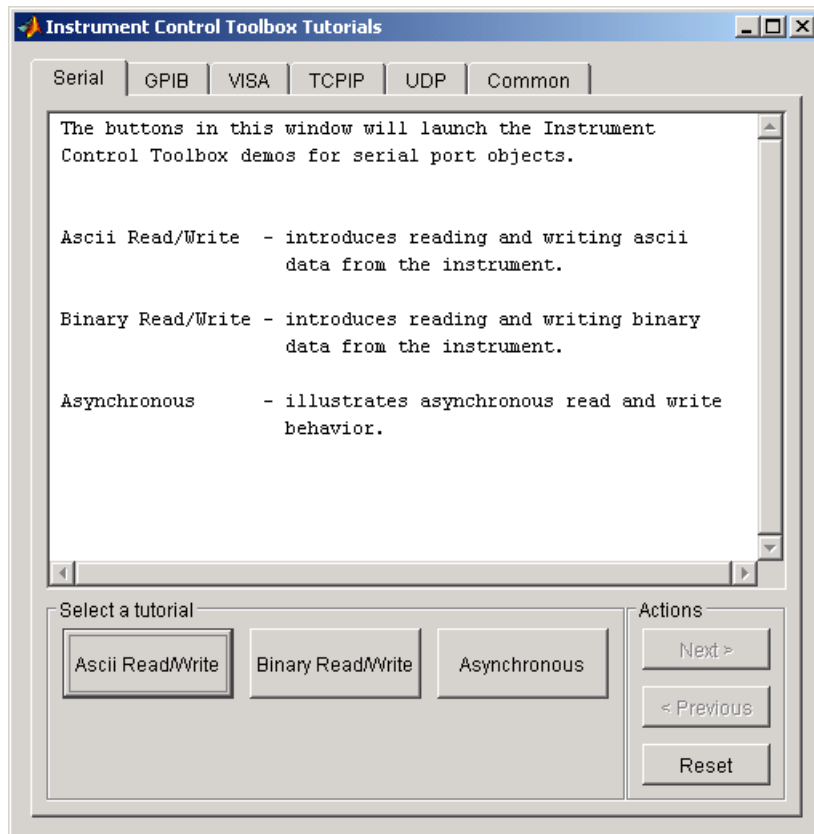 Instrument Control Toolbox Tutorials
Serial GPIB VISA TCPIP UDP Common
The buttons in this window will launch the Instrument
Control Toolbox demos for serial port objects.
Ascii Read/Write - introduces reading and writing ascii
data from the instrument.
Binary Read/Write - introduces reading and writing binary
data from the instrument.
Asynchronous - illustrates asynchronous read and write
behavior.
Select a tutorial
Ascii Read/Write Binary Read/Write Asynchronous
Actions
Next >
< Previous
Reset